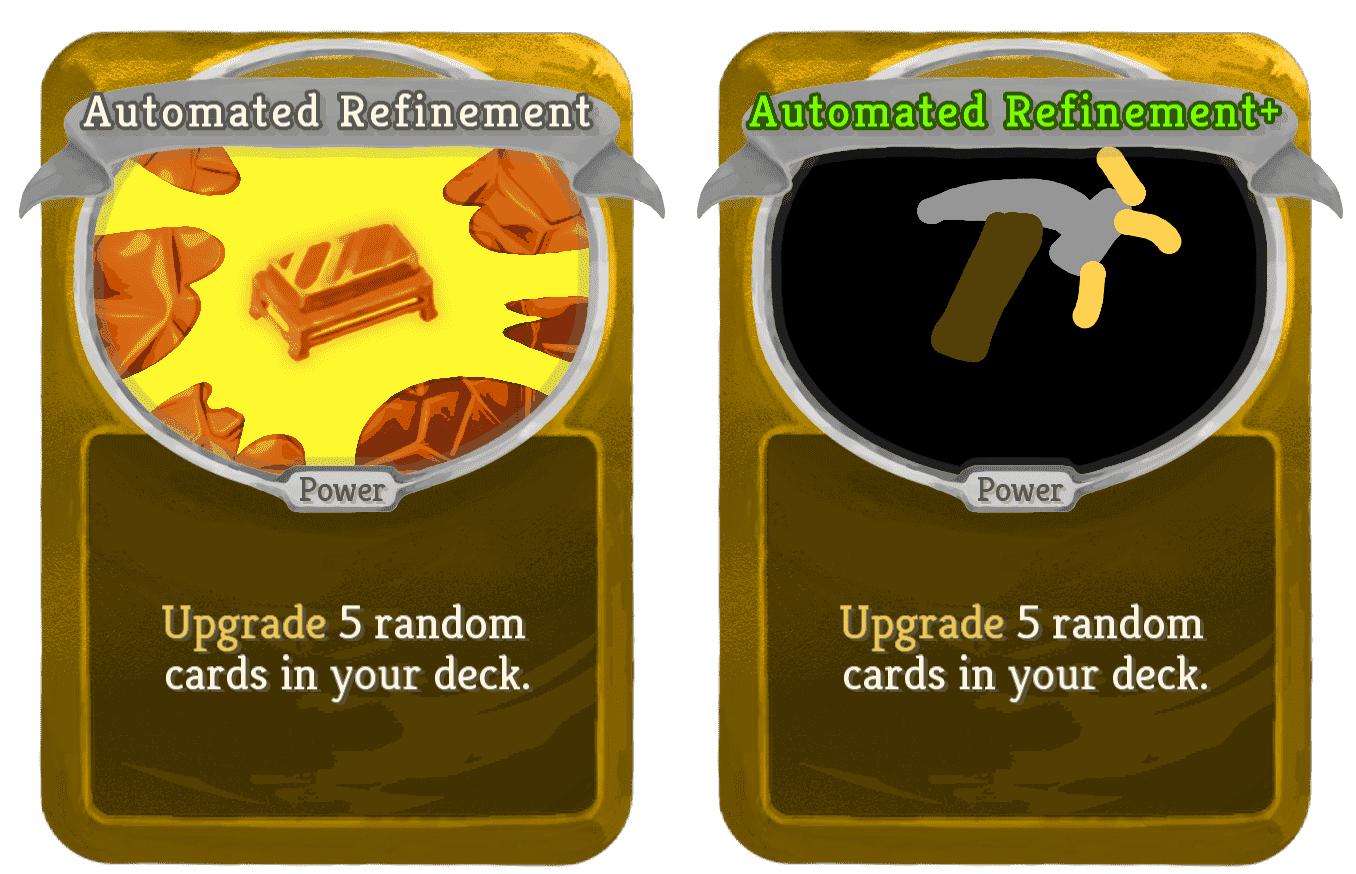 Automated Refinement
Power
Upgrade 5 random
cards in your deck.
Automated Refinement+
Power
Upgrade 5 random
cards in your deck.